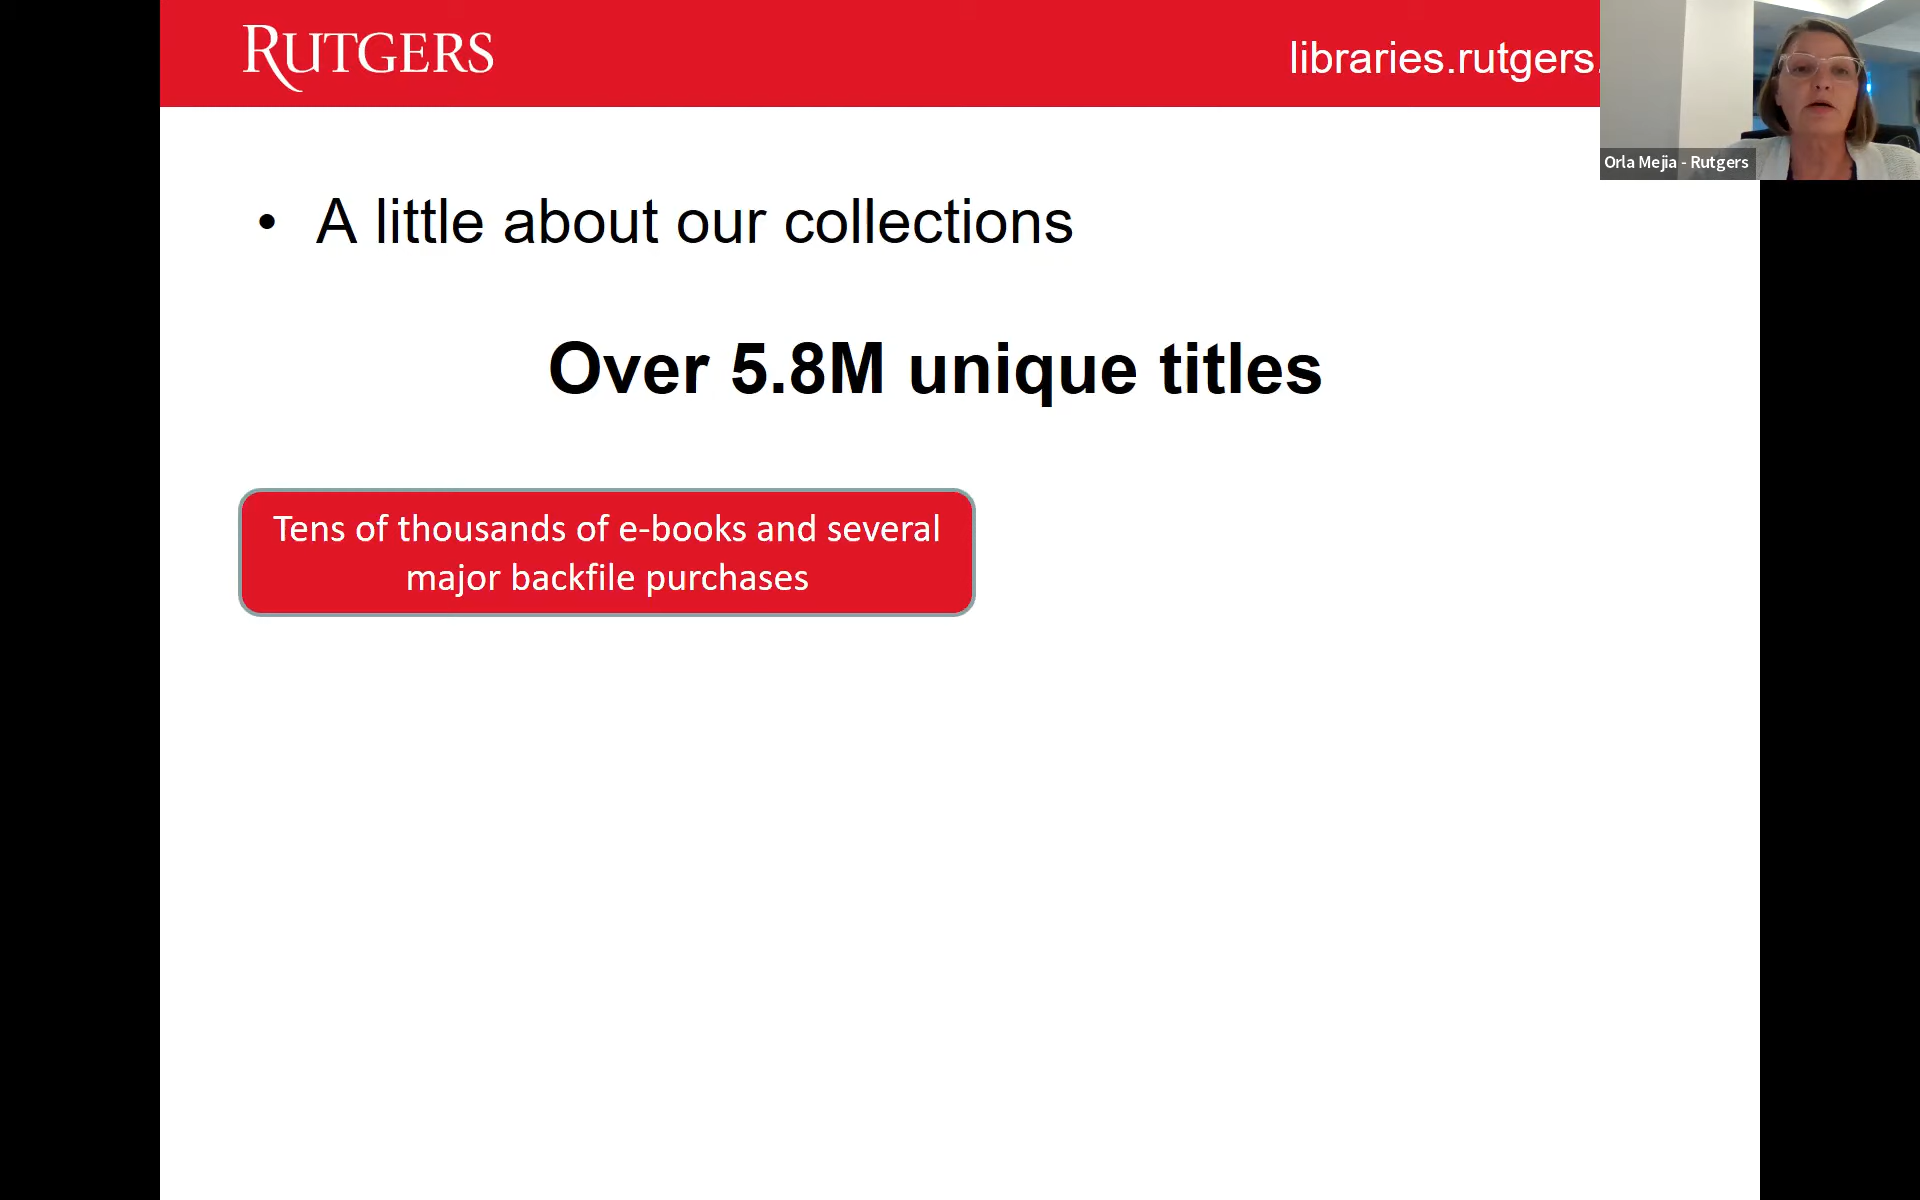 RUTGERS
libraries.rutgers.
Orla Mejia - Rutgers
• A little about our collections
Over 5.8M unique titles
Tens of thousands of e-books and several
major backfile purchases